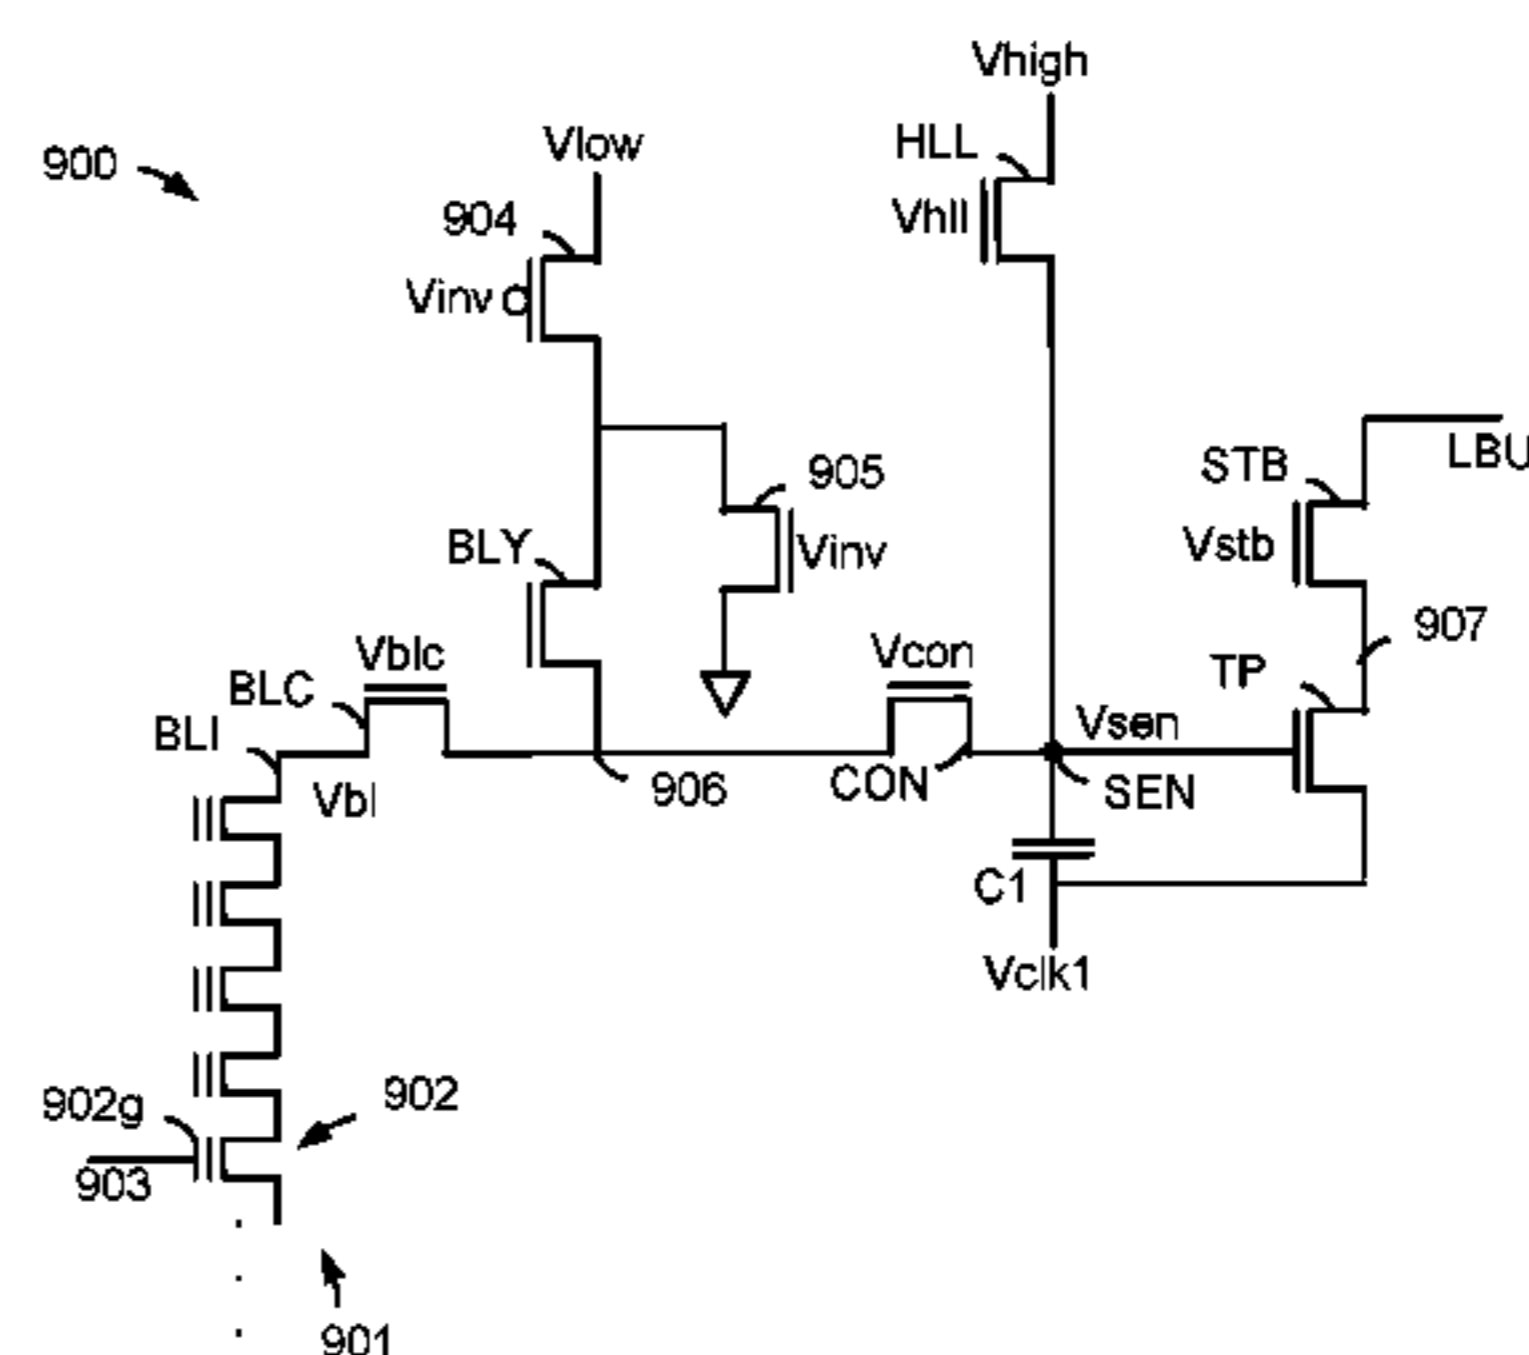 Vhigh
HLL
Vlow
900
904
Vhll
Vinv
LBU
STB
905
BLY
Vinv
Vstb
907
Vblc
Vcon
TP
BLC
BLI
Vsen
Vbl
906
CON
SEN
C1
Vclk1
902g
902
903
901